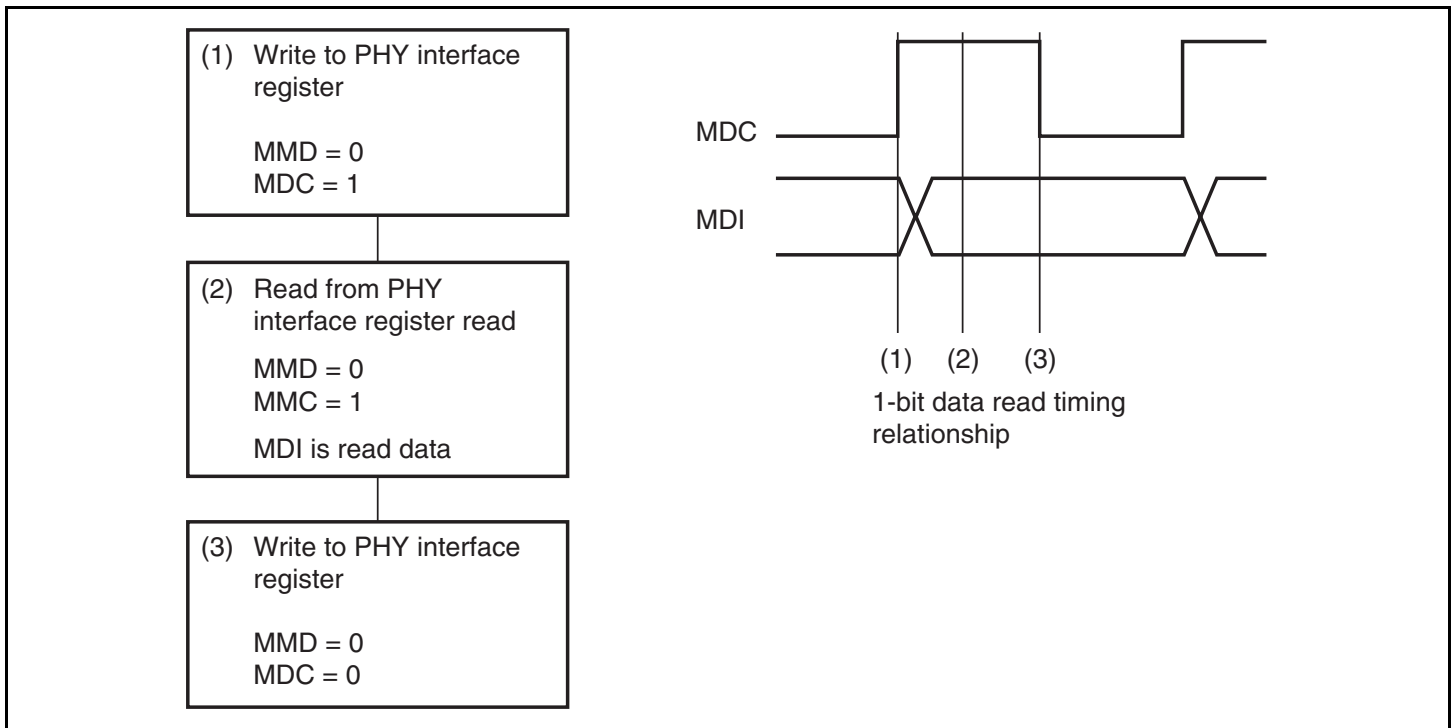 (1) Write to PHY interface
register
MMD = 0
MDC = 1
(2) Read from PHY
interface register read
MMD = 0
MMC = 1
MDI is read data
(3) Write to PHY interface
register
MMD = 0
MDC = 0
MDC
MDI
(1) (2) (3)
1-bit data read timing
relationship